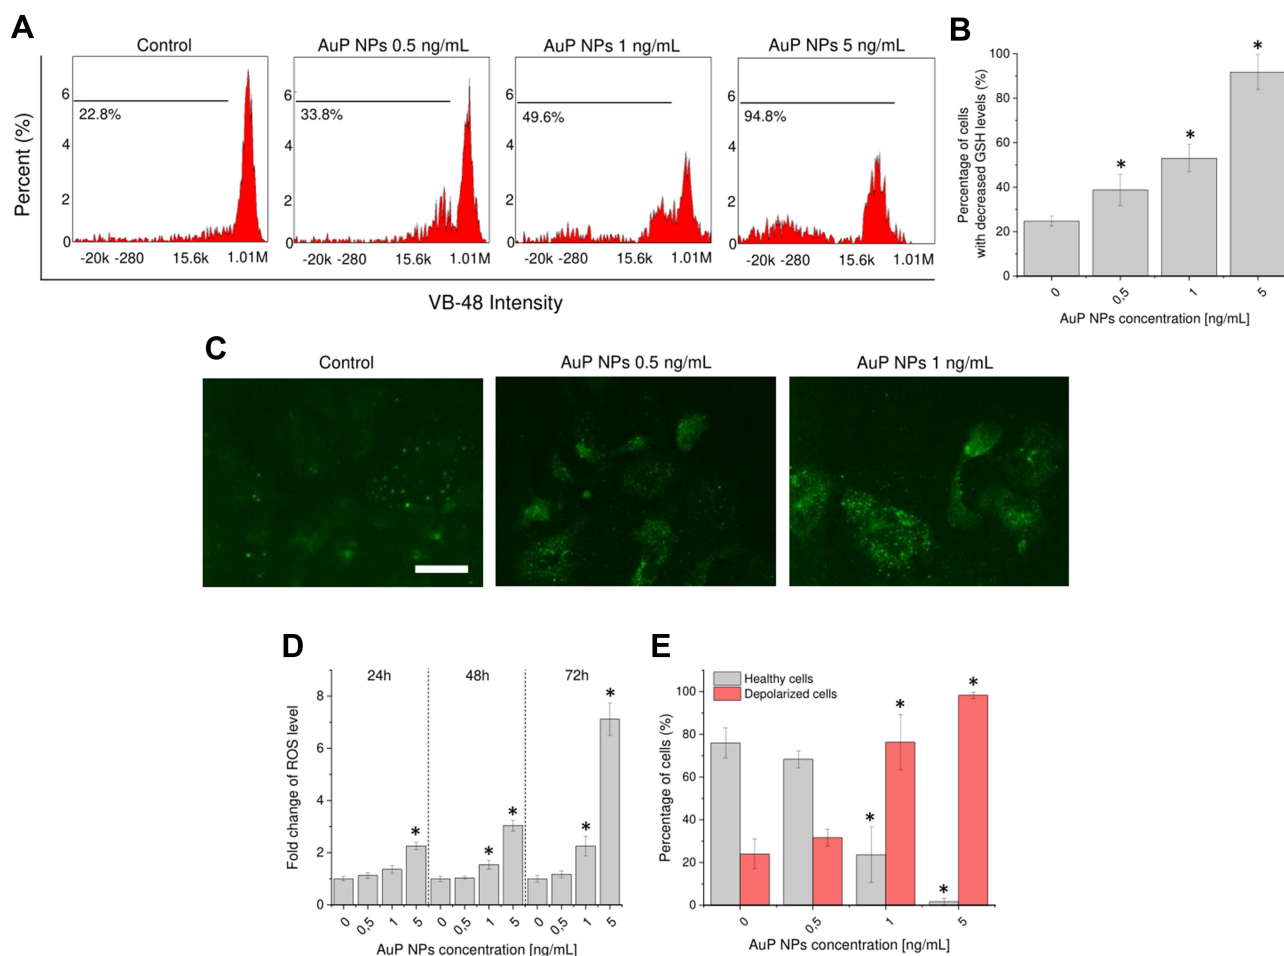 A
Control
AuP NPs 0.5 ng/mL
AuP NPs 1 ng/mL
AuP NPs 5 ng/mL
Percent (%)
6
4
2
0
22.8%
-20k -280 15.6k 1.01M
6
4
2
0
33.8%
-20k -280 15.6k 1.01M
6
4
2
0
49.6%
-20k -280 15.6k 1.01M
6
4
2
0
94.8%
-20k -280 15.6k 1.01M
VB-48 Intensity
B
Percentage of cells
with decreased GSH levels (%)
100
80
60
40
20
0
*
*
*
0 0,5 1 5
AuP NPs concentration [ng/mL]
C
Control
AuP NPs 0.5 ng/mL
AuP NPs 1 ng/mL
D
Fold change of ROS level
8
6
4
2
0
24h 48h 72h
*
*
*
*
*
0 0,5 1 5 0 0,5 1 5 0 0,5 1 5
AuP NPs concentration [ng/mL]
E
Healthy cells
Depolarized cells
Percentage of cells (%)
100
80
60
40
20
0
*
*
*
*
0 0,5 1 5
AuP NPs concentration [ng/mL]